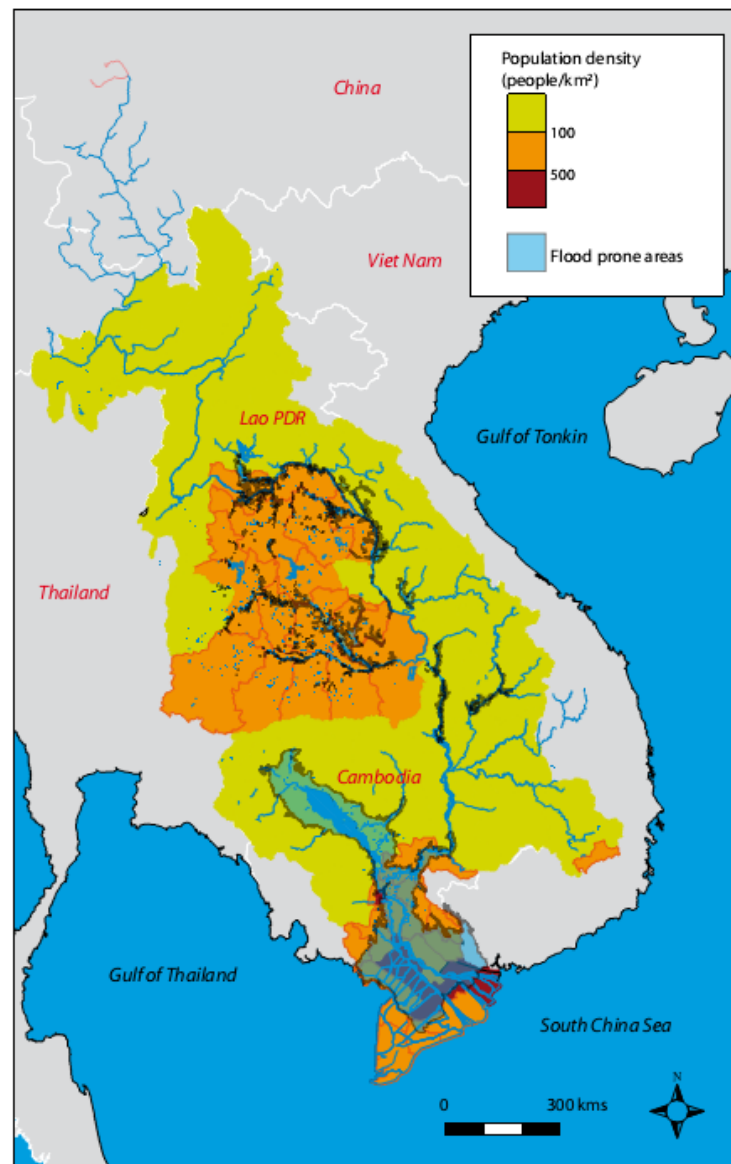 Population density
(people/km²)
100
500
Flood prone areas
China
Viet Nam
Lao PDR
Gulf of Tonkin
Thailand
Cambodia
Gulf of Thailand
South China Sea
N
0 300 kms